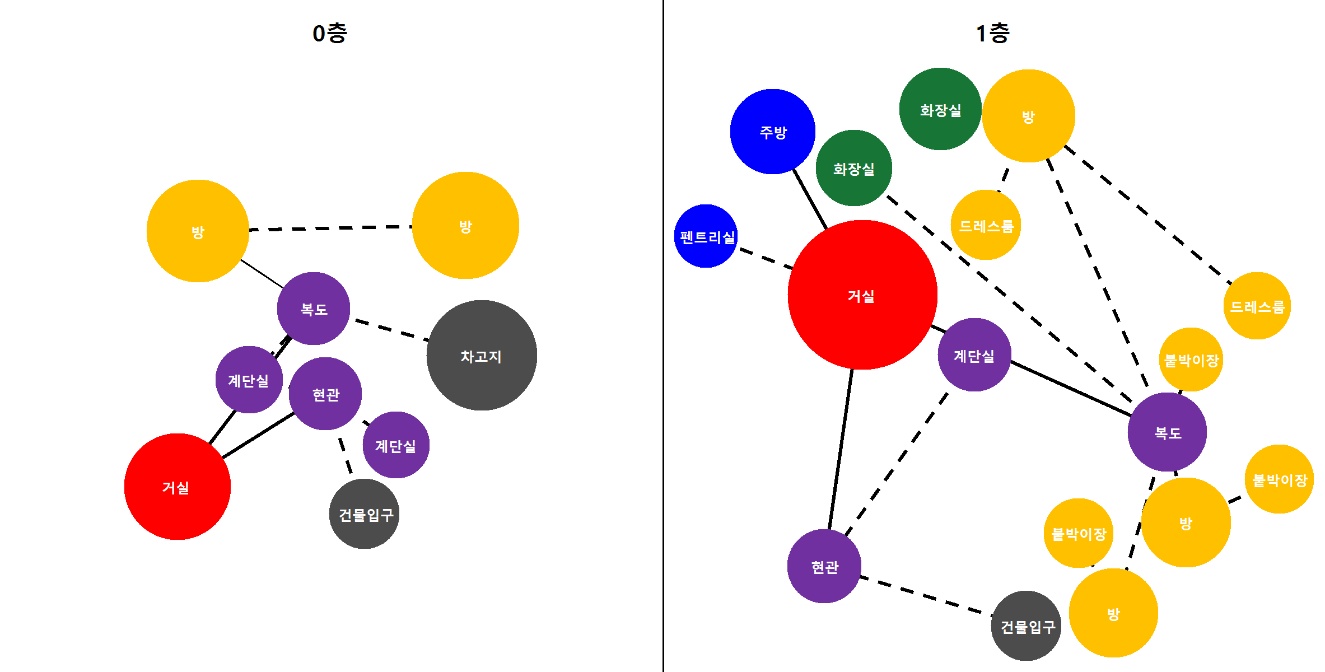 0층
방
방
복도
차고지
계단실
현관
계단실
거실
건물입구
1층
화장실
방
주방
화장실
드레스룸
펜트리실
거실
드레스룸
계단실
붙박이장
복도
붙박이장
방
붙박이장
현관
방
건물입구